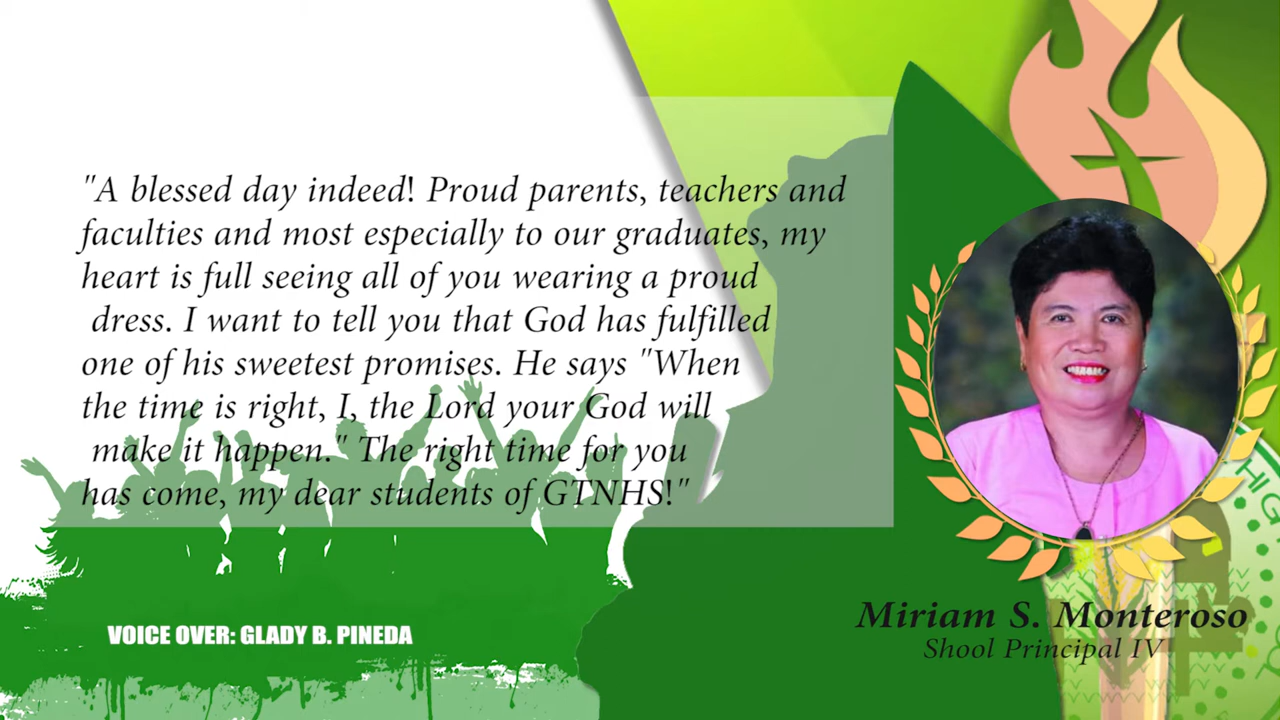 "A blessed day indeed! Proud parents, teachers and
faculties and most especially to our graduates, my
heart is full seeing all of you wearing a proud
dress. I want to tell you that God has fulfilled
one of his sweetest promises. He says "When
the time is right, I, the Lord your God will
make it happen." The right time for you
has come, my dear students of GTNHS!"
HIG
Miriam S. Monteroso
Shool Principal IV
VOICE OVER: GLADY B. PINEDA